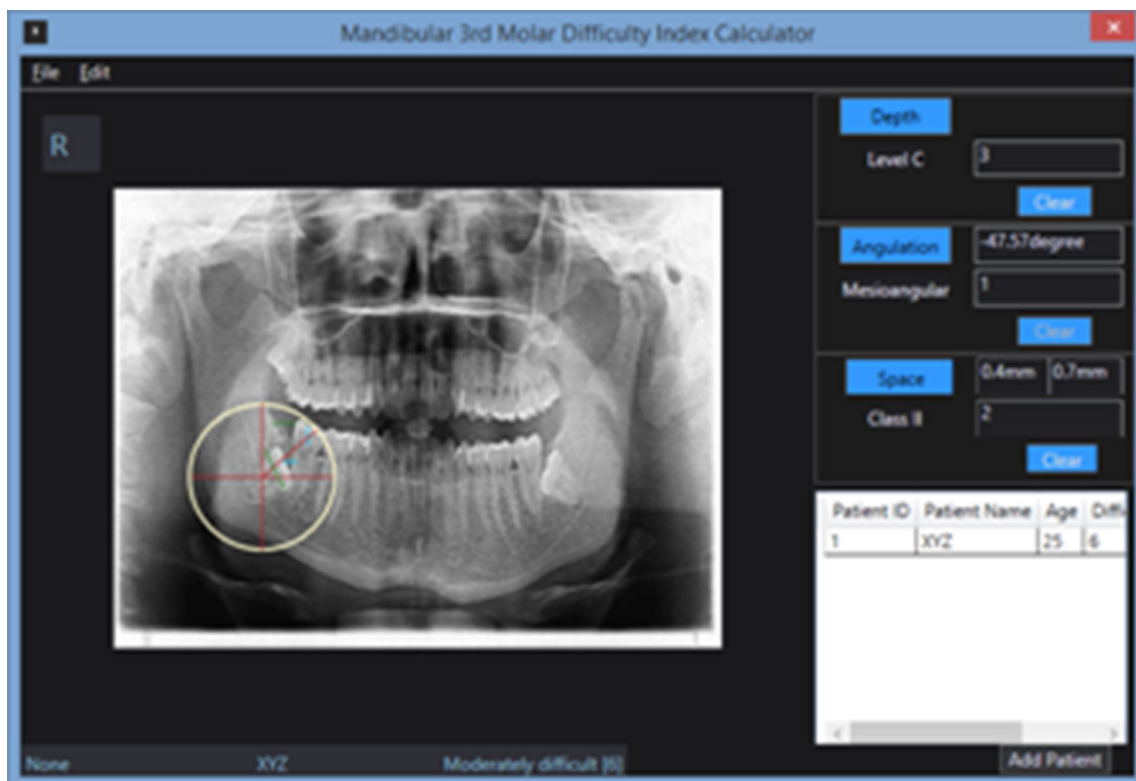 Mandibular 3rd Molar Difficulty Index Calculator
File Edit
R
Depth
Level C 3
Clear
Angulation -47.57degree
Mesioangular 1
Clear
Space 0.4mm 0.7mm
Class II 2
Clear
Patient ID Patient Name Age Diffi
1 XYZ 25 6
None XYZ Moderately difficult [6]
Add Patient